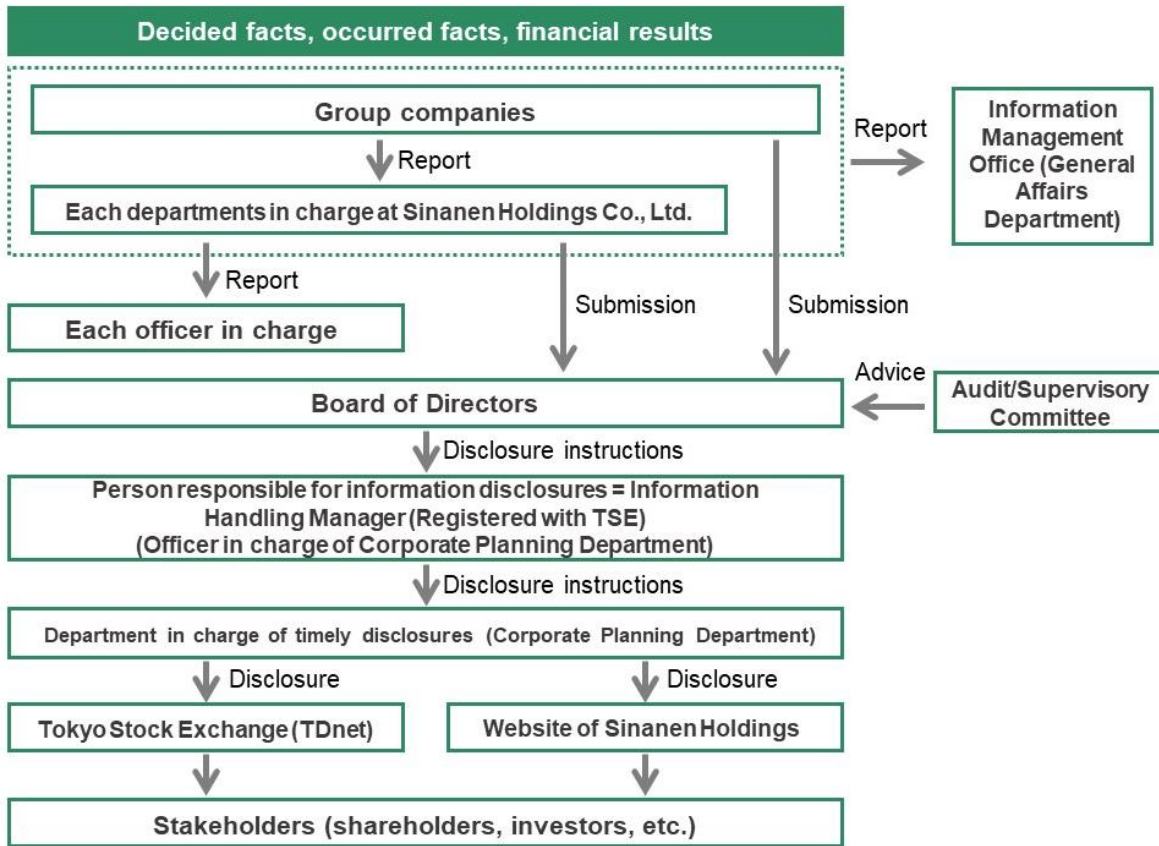 Decided facts, occurred facts, financial results
Group companies
Report
Information
Management
Office (General
Affairs
Department)
Report
Each departments in charge at Sinanen Holdings Co., Ltd.
Report
Submission
Submission
Each officer in charge
Advice
Board of Directors
Audit/Supervisory
Committee
Disclosure instructions
Person responsible for information disclosures = Information
Handling Manager (Registered with TSE)
(Officer in charge of Corporate Planning Department)
Disclosure instructions
Department in charge of timely disclosures (Corporate Planning Department)
Disclosure
Disclosure
Tokyo Stock Exchange (TDnet)
Website of Sinanen Holdings
Stakeholders (shareholders, investors, etc.)